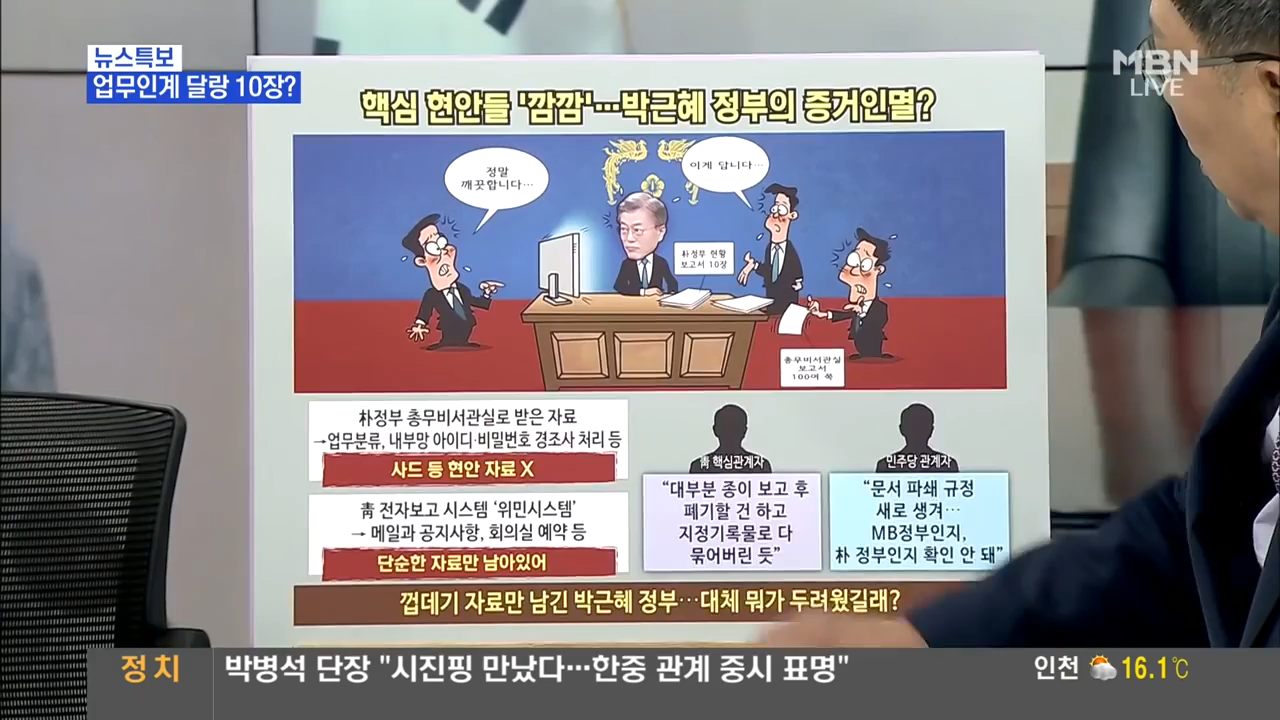 뉴스특보
업무인계 달랑 10장?
MBN
LIVE
핵심 현안들 '깜깜'…박근혜 정부의 증거인멸?
정말
깨끗합니다…
이게 답니다…
朴정부 현황
보고서 10장
총무비서관실
보고서
100여 쪽
朴정부 총무비서관실로 받은 자료
→업무분류, 내부망 아이디·비밀번호 경조사 처리 등
사드 등 현안 자료 X
靑 전자보고 시스템 '위민시스템'
→ 메일과 공지사항, 회의실 예약 등
단순한 자료만 남아있어
靑 핵심관계자
"대부분 종이 보고 후
폐기할 건 하고
지정기록물로 다
묶어버린 듯"
민주당 관계자
"문서 파쇄 규정
새로 생겨…
MB정부인지,
朴 정부인지 확인 안 돼"
껍데기 자료만 남긴 박근혜 정부…대체 뭐가 두려웠길래?
정치
박병석 단장 "시진핑 만났다…한중 관계 중시 표명"
인천 16.1℃